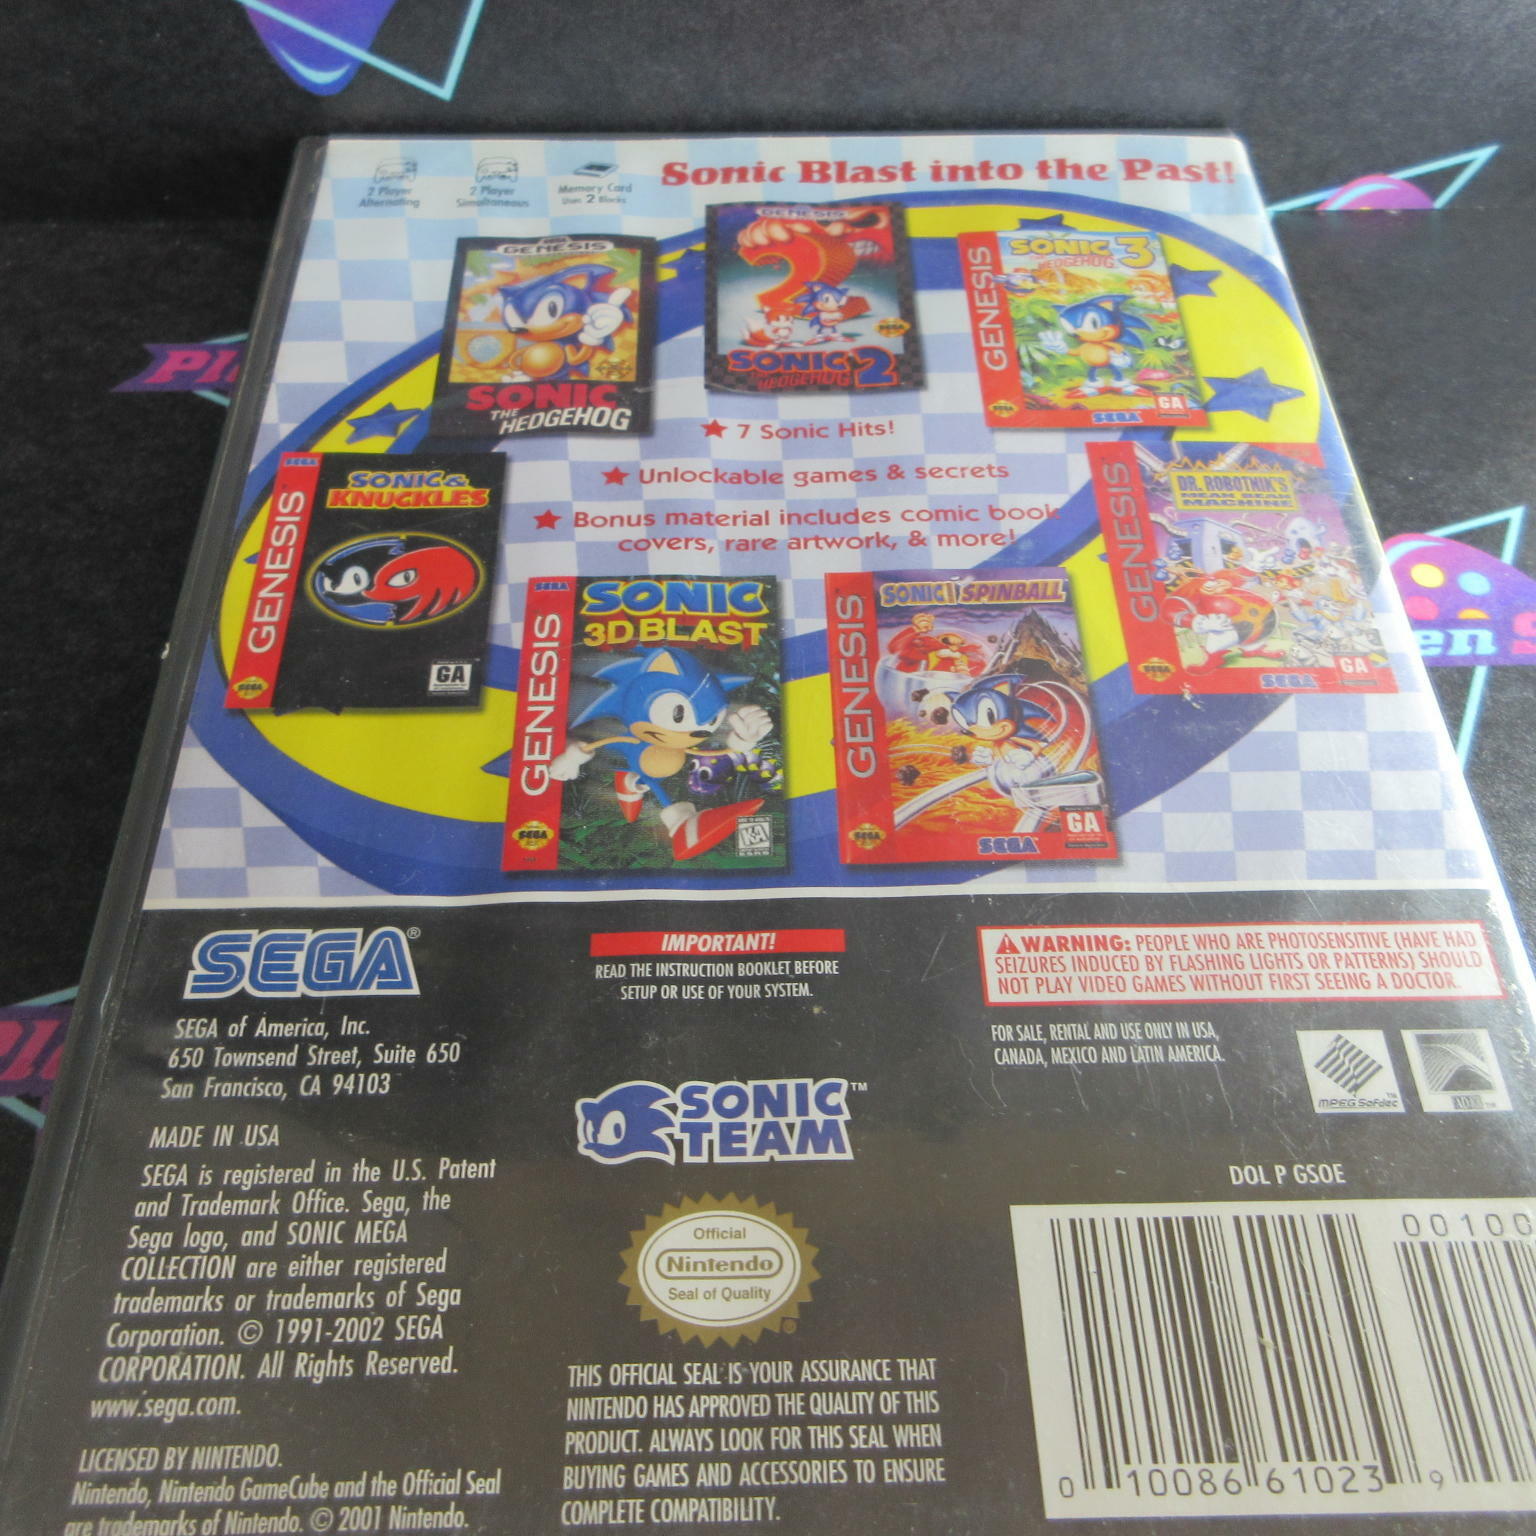 2 Player
Alternating
2 Player
Simultaneous
Memory Card
Uses 2 Blocks
Sonic Blast into the Past!
GENESIS
SONIC
THE
HEDGEHOG
GENESIS
2
SEGA
SONIC 2
THE HEDGEHOG
GENESIS
SONIC 3
THE HEDGEHOG
SEGA
SEGA
GA
7 Sonic Hits!
Unlockable games & secrets
Bonus material includes comic book
covers, rare artwork, & more!
SEGA
GENESIS
SONIC &
KNUCKLES
SEGA
GA
SEGA
GENESIS
SONIC
3D BLAST
SEGA
KA
GENESIS
SONIC SPINBALL
SEGA
SEGA
GA
GENESIS
DR. ROBOTNIK'S
MEAN BEAN
MACHINE
SEGA
SEGA
GA
SEGA®
SEGA of America, Inc.
650 Townsend Street, Suite 650
San Francisco, CA 94103
MADE IN USA
SEGA is registered in the U.S. Patent
and Trademark Office. Sega, the
Sega logo, and SONIC MEGA
COLLECTION are either registered
trademarks or trademarks of Sega
Corporation. © 1991-2002 SEGA
CORPORATION. All Rights Reserved.
www.sega.com.
LICENSED BY NINTENDO.
Nintendo, Nintendo GameCube and the Official Seal
are trademarks of Nintendo. © 2001 Nintendo.
IMPORTANT!
READ THE INSTRUCTION BOOKLET BEFORE
SETUP OR USE OF YOUR SYSTEM.
SONIC
TEAM™
Official
Nintendo
Seal of Quality
®
THIS OFFICIAL SEAL IS YOUR ASSURANCE THAT
NINTENDO HAS APPROVED THE QUALITY OF THIS
PRODUCT. ALWAYS LOOK FOR THIS SEAL WHEN
BUYING GAMES AND ACCESSORIES TO ENSURE
COMPLETE COMPATIBILITY.
WARNING: PEOPLE WHO ARE PHOTOSENSITIVE (HAVE HAD
SEIZURES INDUCED BY FLASHING LIGHTS OR PATTERNS) SHOULD
NOT PLAY VIDEO GAMES WITHOUT FIRST SEEING A DOCTOR.
FOR SALE, RENTAL AND USE ONLY IN USA,
CANADA, MEXICO AND LATIN AMERICA.
MPEG Sofdec™
ADX™
DOL P GSOE
00100
0 10086 61023 9